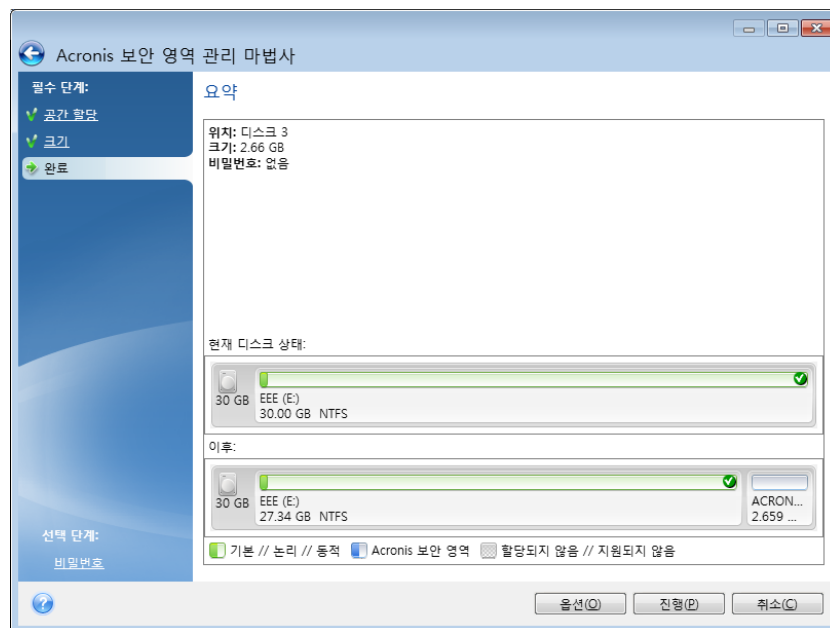 Acronis 보안 영역 관리 마법사
필수 단계:
공간 할당
크기
완료
선택 단계:
비밀번호
요약
위치: 디스크 3
크기: 2.66 GB
비밀번호: 없음
현재 디스크 상태:
30 GB
EEE (E:)
30.00 GB NTFS
이후:
30 GB
EEE (E:)
27.34 GB NTFS
ACRON...
2.659 ...
기본 // 논리 // 동적 Acronis 보안 영역 할당되지 않음 // 지원되지 않음
옵션(O) 진행(P) 취소(C)